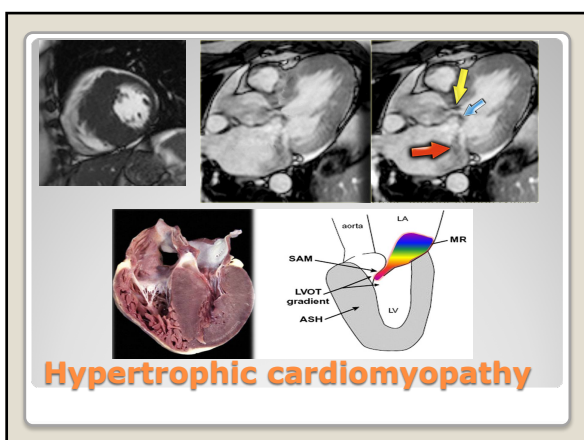 aorta
LA
MR
SAM
LVOT
gradient
LV
ASH
Hypertrophic cardiomyopathy